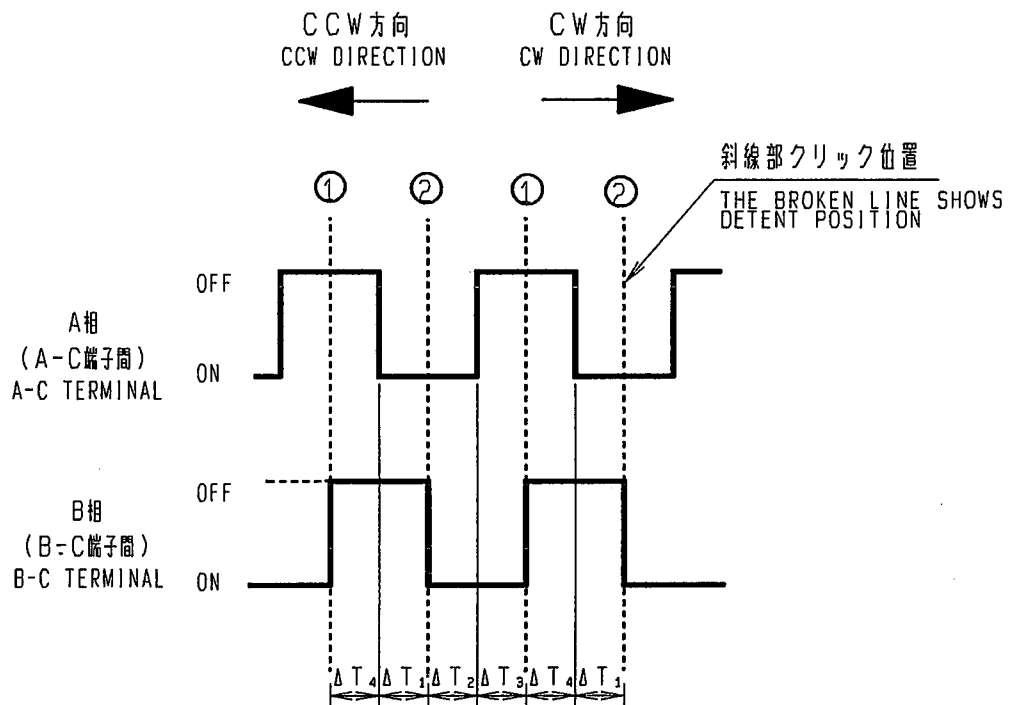 CCW方向
CCW DIRECTION
CW方向
CW DIRECTION
斜線部クリック位置
THE BROKEN LINE SHOWS
DETENT POSITION
① ② ① ②
OFF
A相
(A-C端子間)
A-C TERMINAL
ON
OFF
B相
(B-C端子間)
B-C TERMINAL
ON
ΔT₄ ΔT₁ ΔT₂ ΔT₃ ΔT₄ ΔT₁